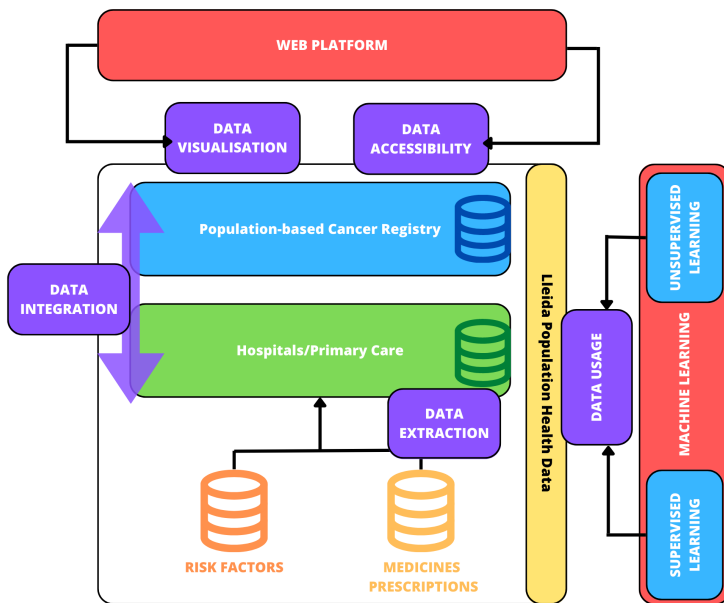 WEB PLATFORM
DATA
VISUALISATION
DATA
ACCESSIBILITY
Population-based Cancer Registry
DATA
INTEGRATION
Hospitals/Primary Care
DATA
EXTRACTION
RISK FACTORS
MEDICINES
PRESCRIPTIONS
Lleida Population Health Data
DATA USAGE
UNSUPERVISED
LEARNING
MACHINE LEARNING
SUPERVISED
LEARNING